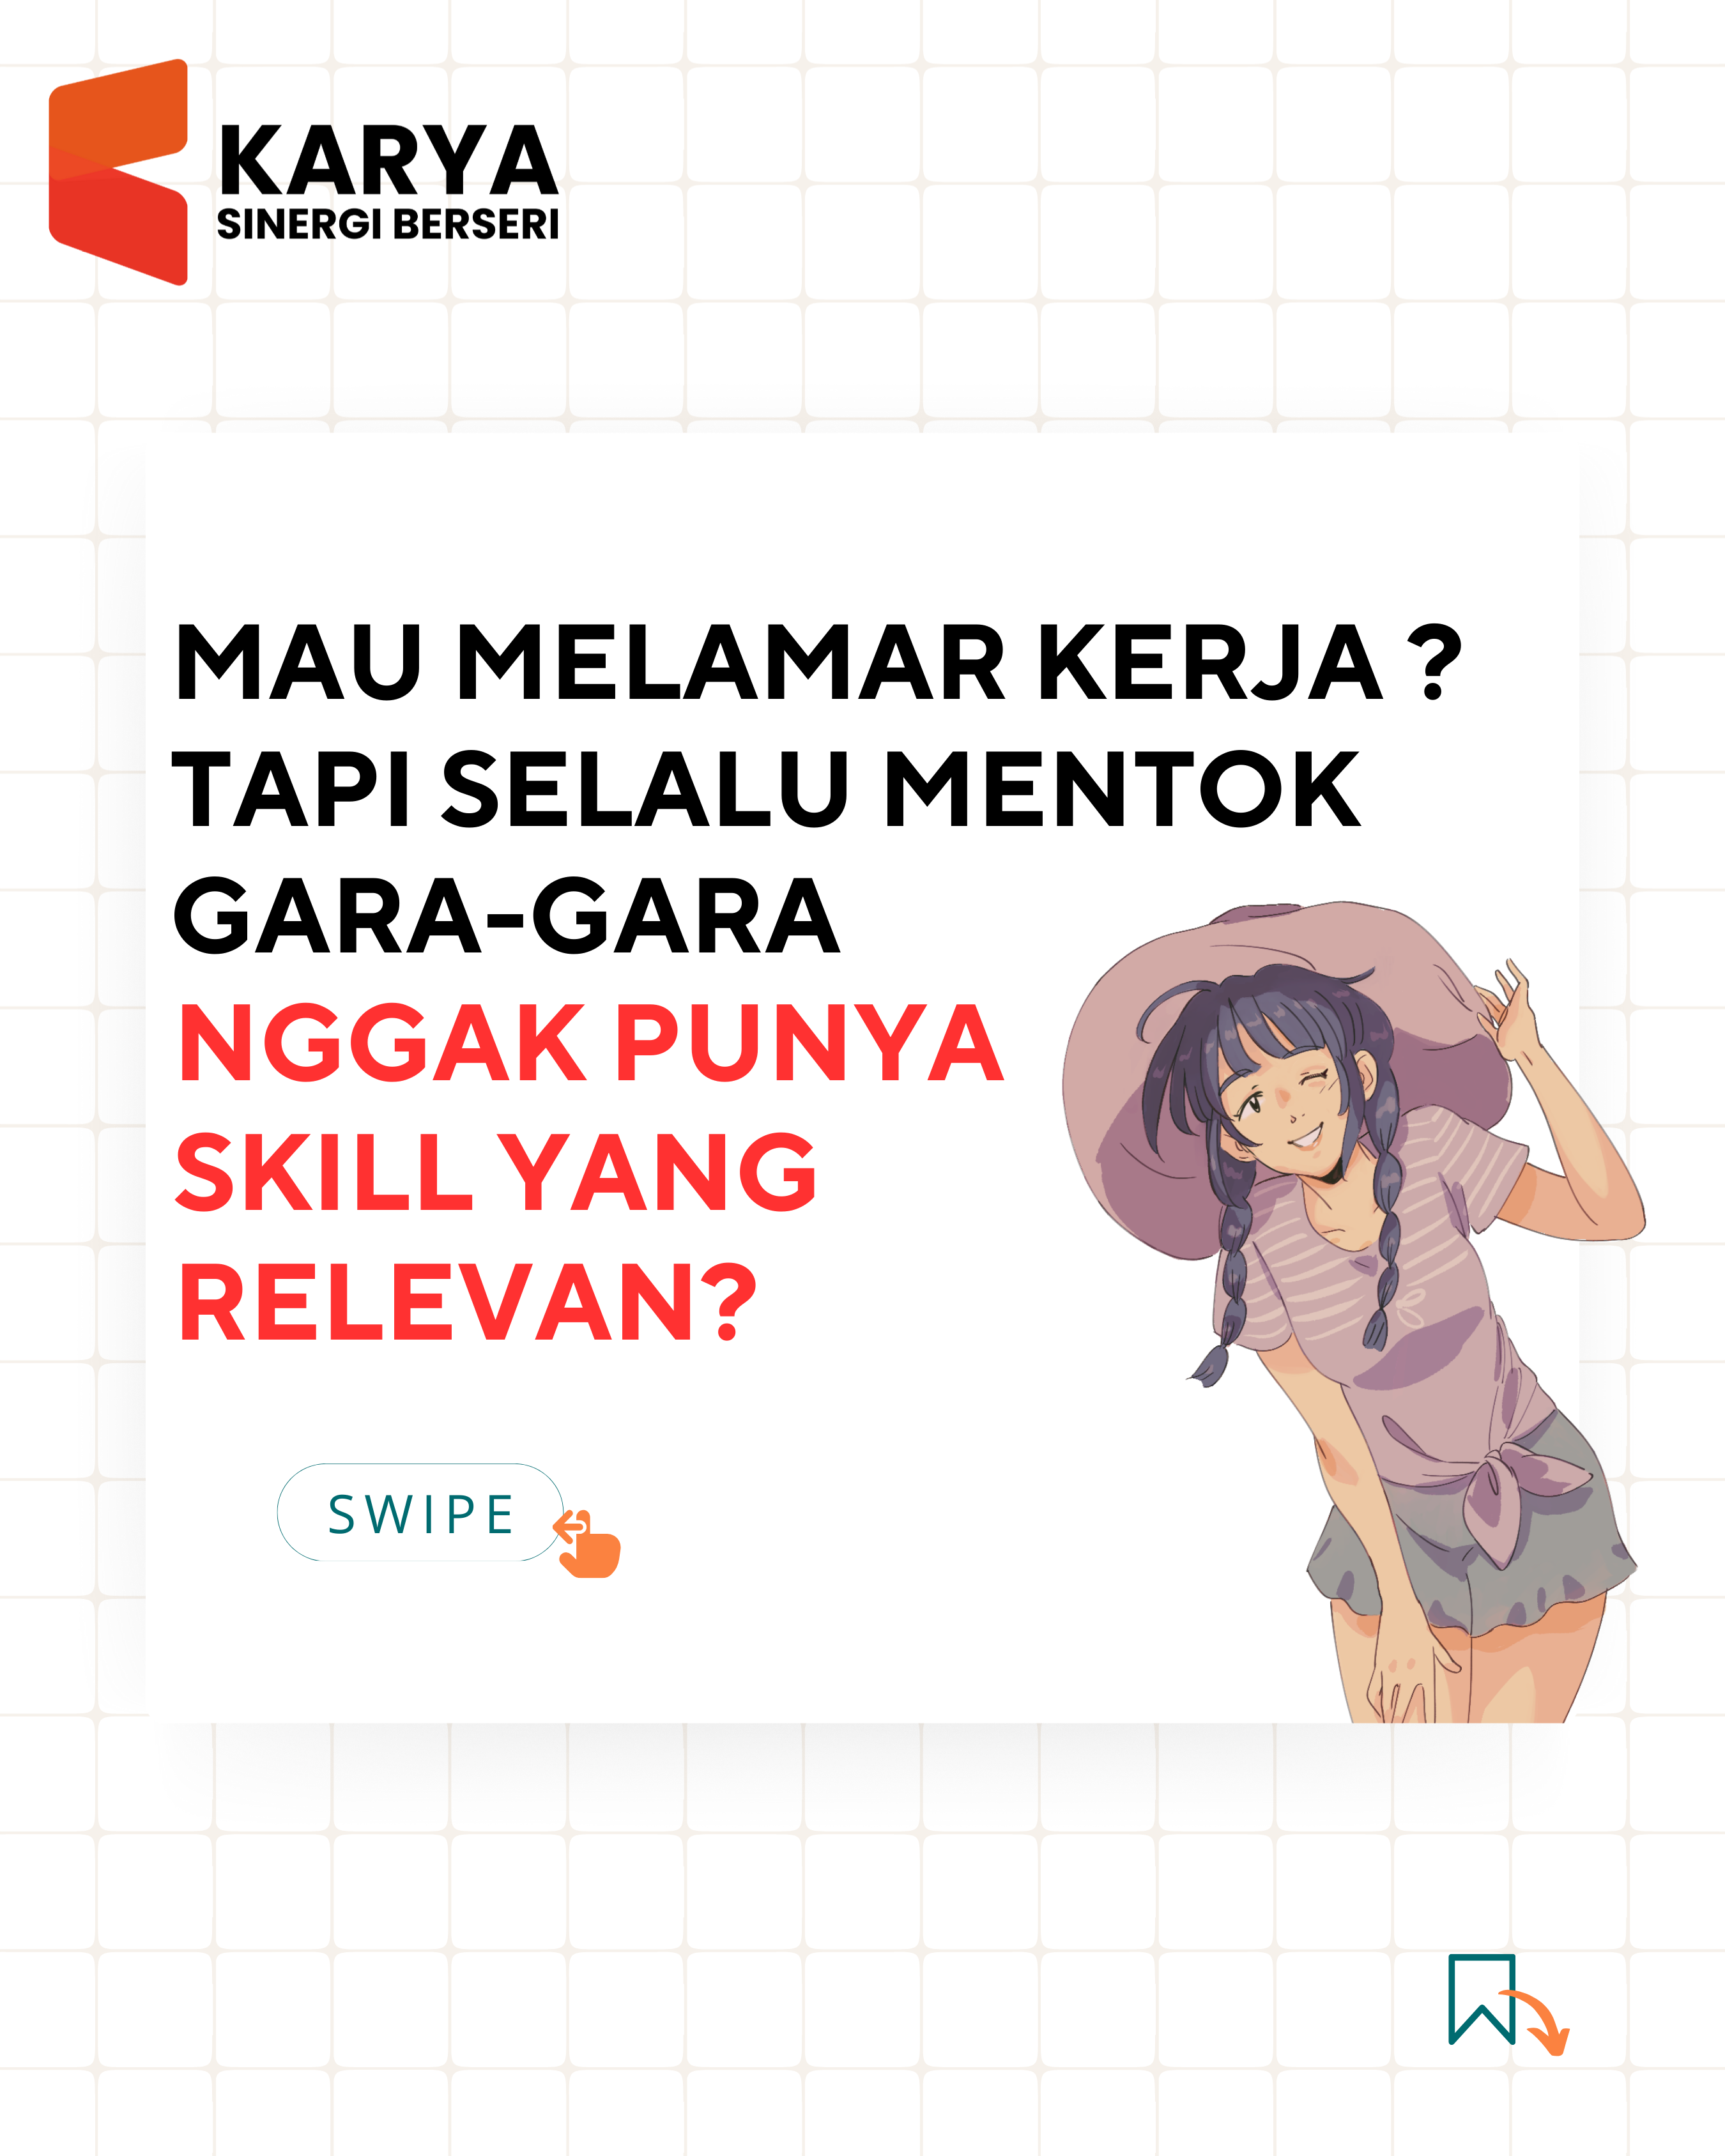 KARYA
SINERGI BERSERI
MAU MELAMAR KERJA ?
TAPI SELALU MENTOK
GARA-GARA
NGGAK PUNYA
SKILL YANG
RELEVAN?
SWIPE